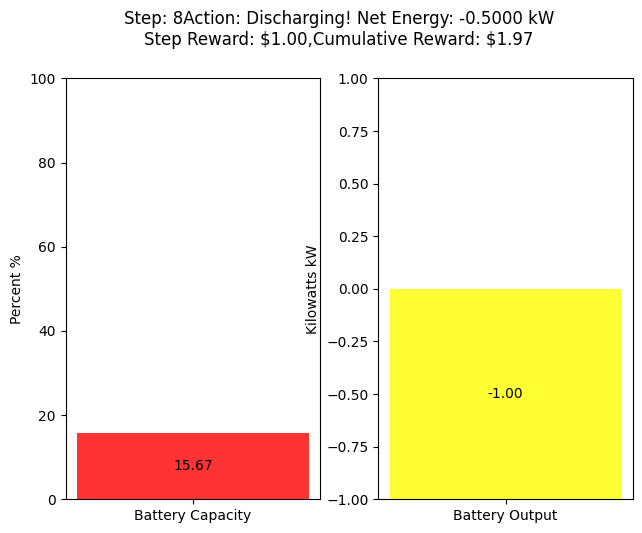 Step: 8Action: Discharging! Net Energy: -0.5000 kW
Step Reward: $1.00,Cumulative Reward: $1.97
100
80
60
40
20
0
Percent %
15.67
Battery Capacity
1.00
0.75
0.50
0.25
0.00
−0.25
−0.50
−0.75
−1.00
Kilowatts kW
-1.00
Battery Output